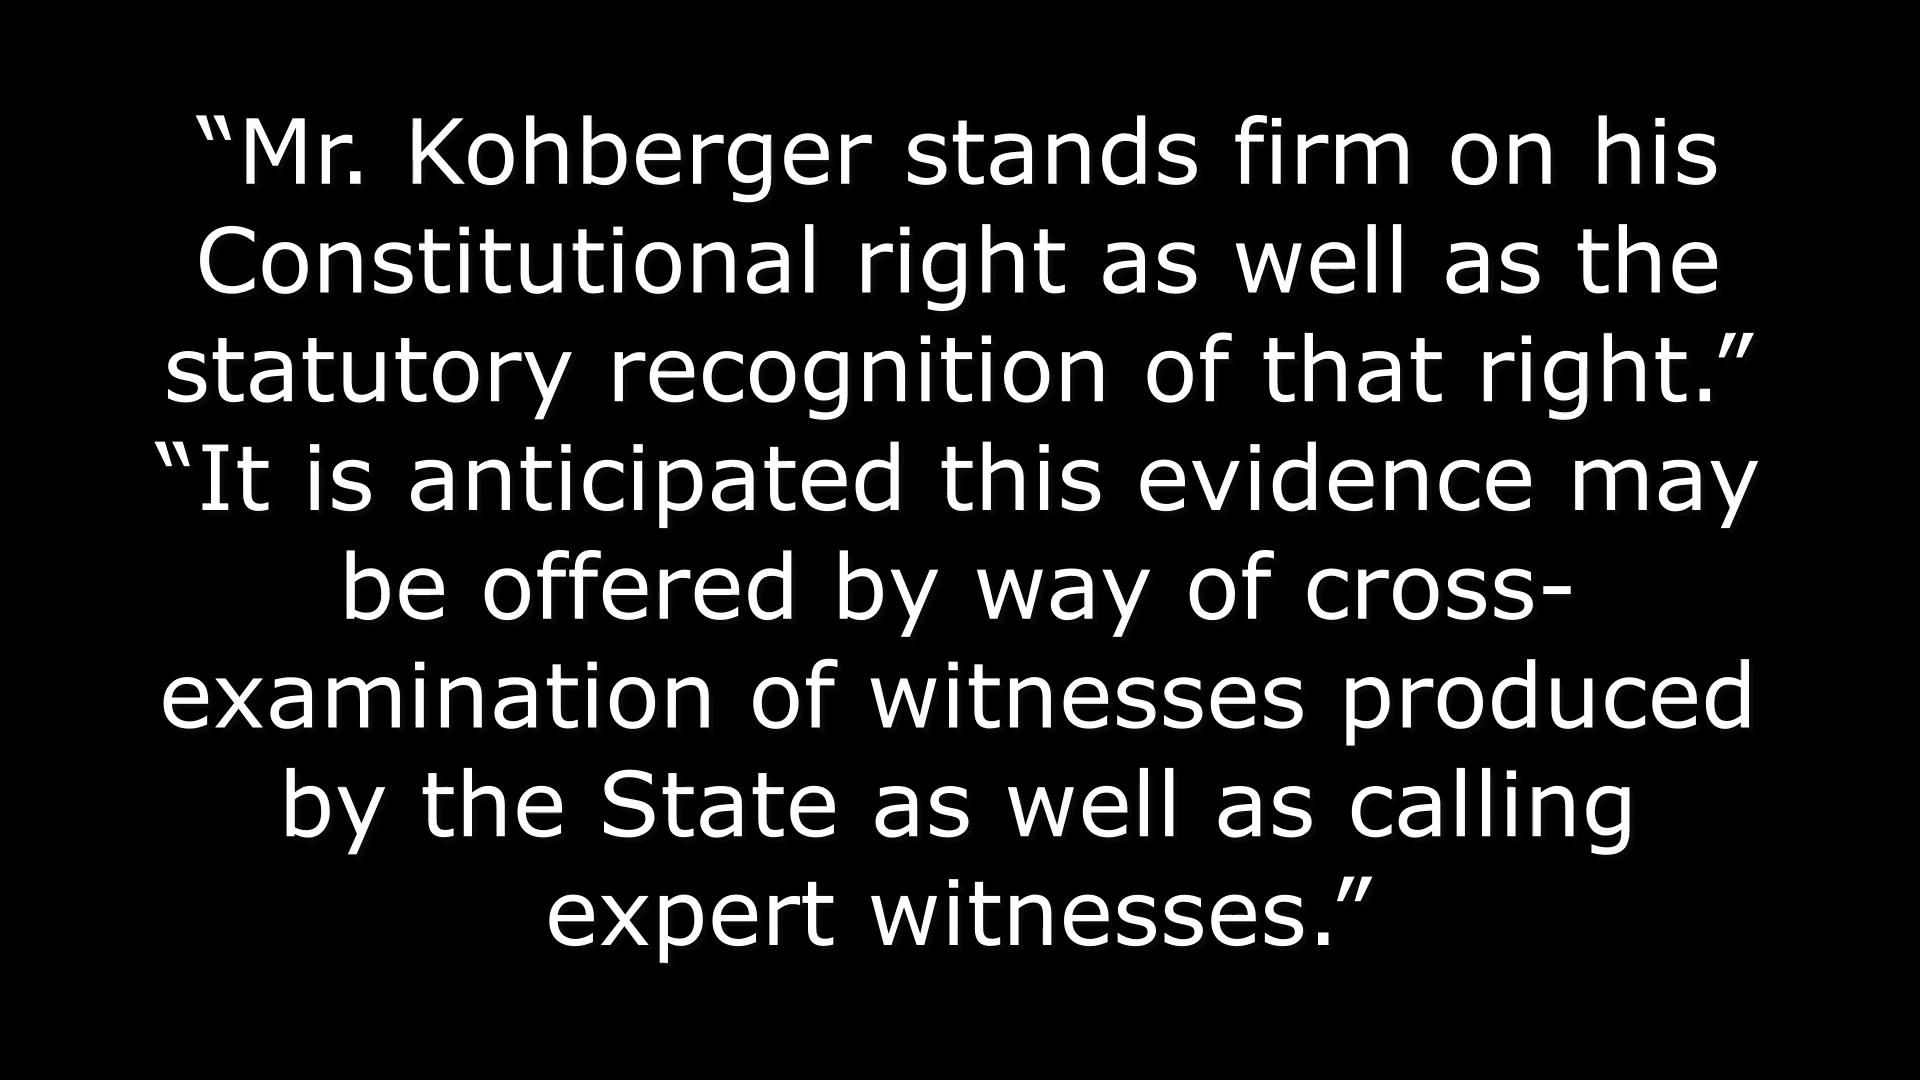 “Mr. Kohberger stands firm on his
Constitutional right as well as the
statutory recognition of that right.”
“It is anticipated this evidence may
be offered by way of cross-
examination of witnesses produced
by the State as well as calling
expert witnesses.”